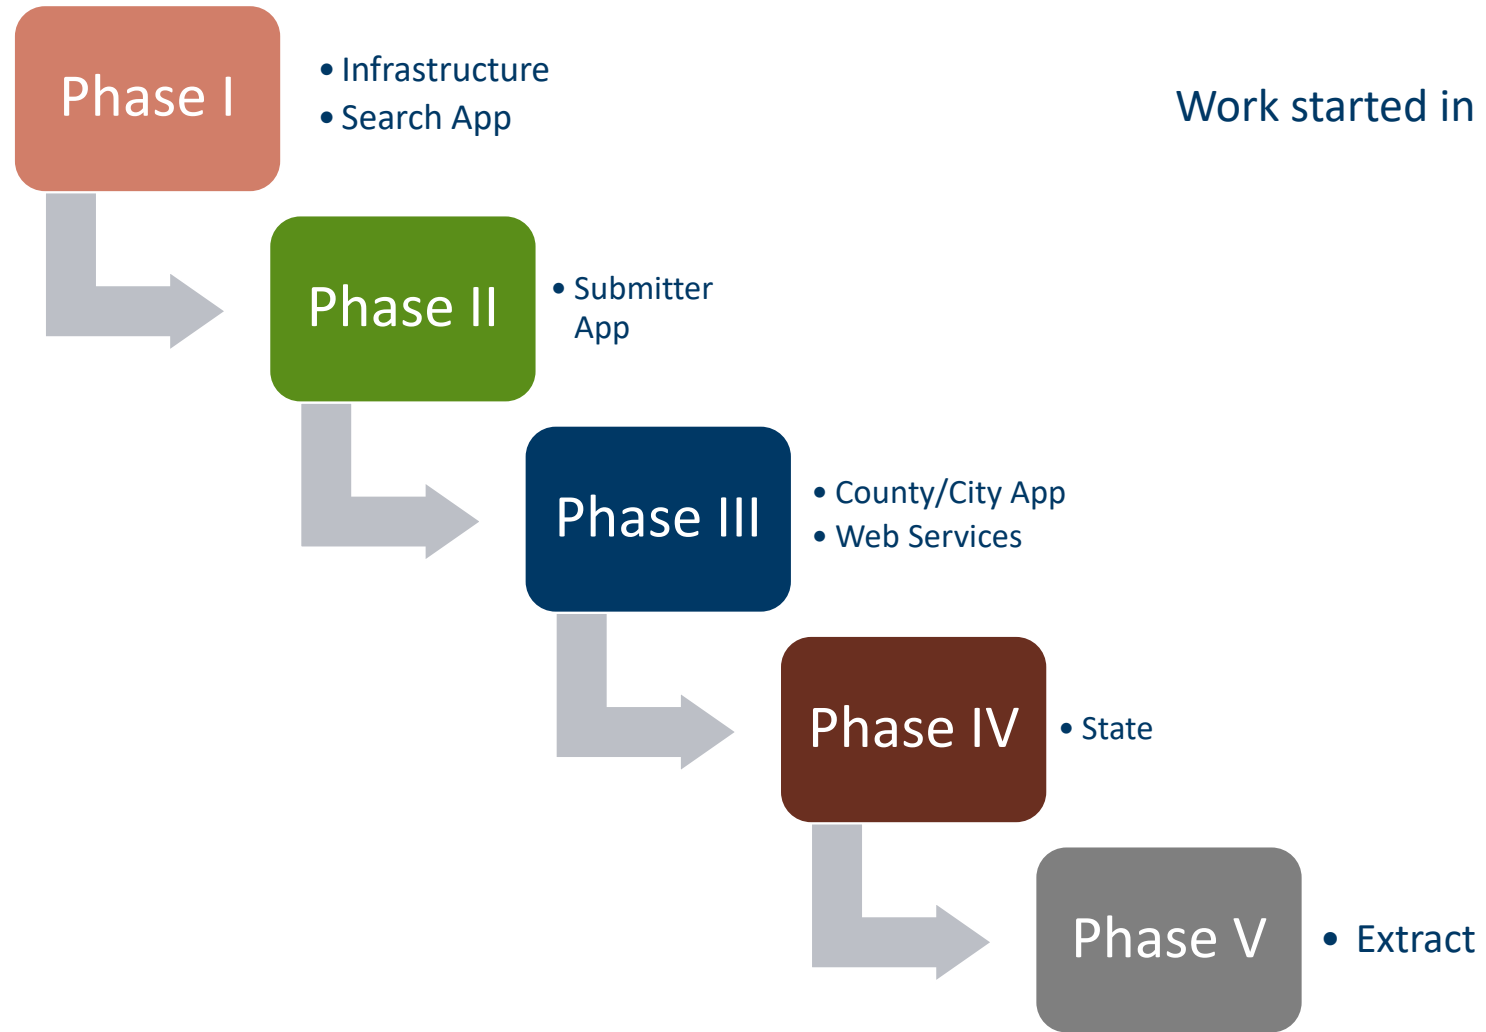 Phase I
• Infrastructure
• Search App
Work started in
Phase II
• Submitter
App
Phase III
• County/City App
• Web Services
Phase IV
• State
Phase V
• Extract